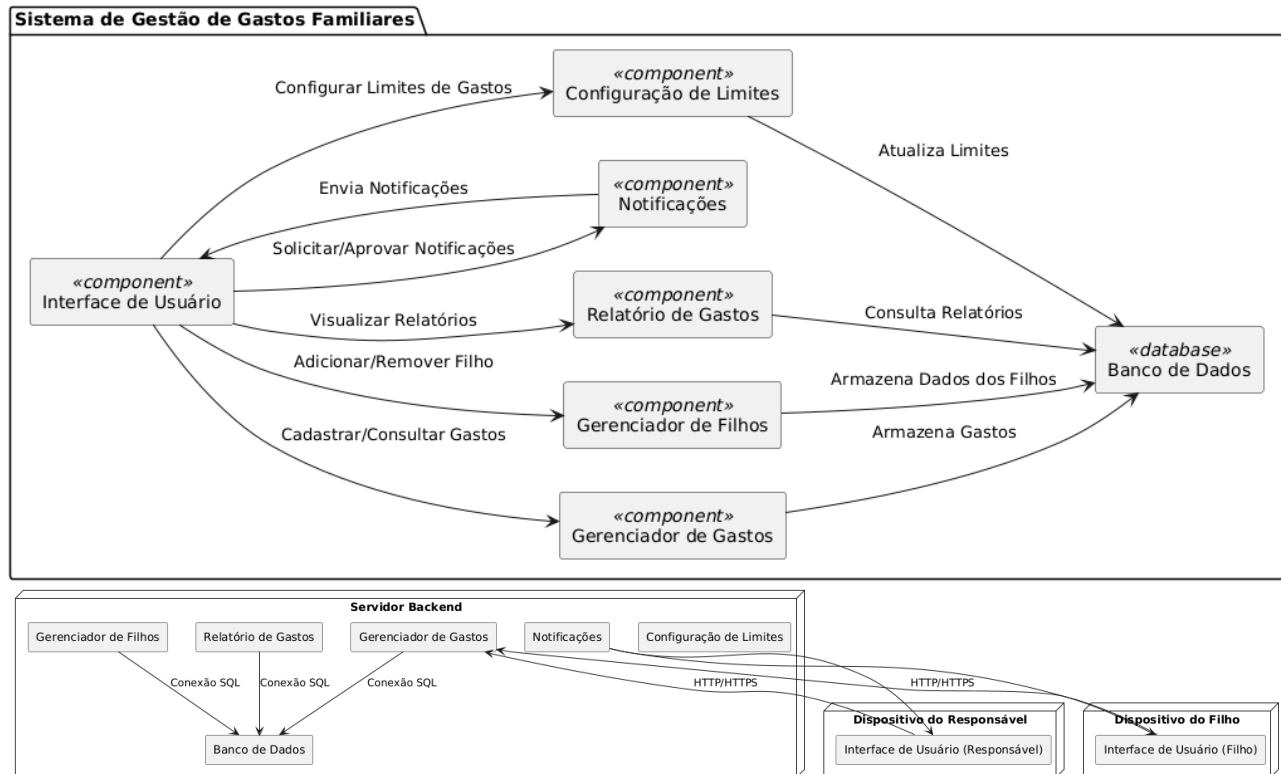 Sistema de Gestão de Gastos Familiares
«component»
Configuração de Limites
Configurar Limites de Gastos
Atualiza Limites
«component»
Notificações
Envia Notificações
Solicitar/Aprovar Notificações
«component»
Interface de Usuário
«component»
Relatório de Gastos
Visualizar Relatórios
Consulta Relatórios
«database»
Banco de Dados
Adicionar/Remover Filho
Armazena Dados dos Filhos
«component»
Gerenciador de Filhos
Cadastrar/Consultar Gastos
Armazena Gastos
«component»
Gerenciador de Gastos
Servidor Backend
Gerenciador de Filhos
Relatório de Gastos
Gerenciador de Gastos
Notificações
Configuração de Limites
Conexão SQL
Conexão SQL
Conexão SQL
HTTP/HTTPS
HTTP/HTTPS
Dispositivo do Responsável
Dispositivo do Filho
Banco de Dados
Interface de Usuário (Responsável)
Interface de Usuário (Filho)